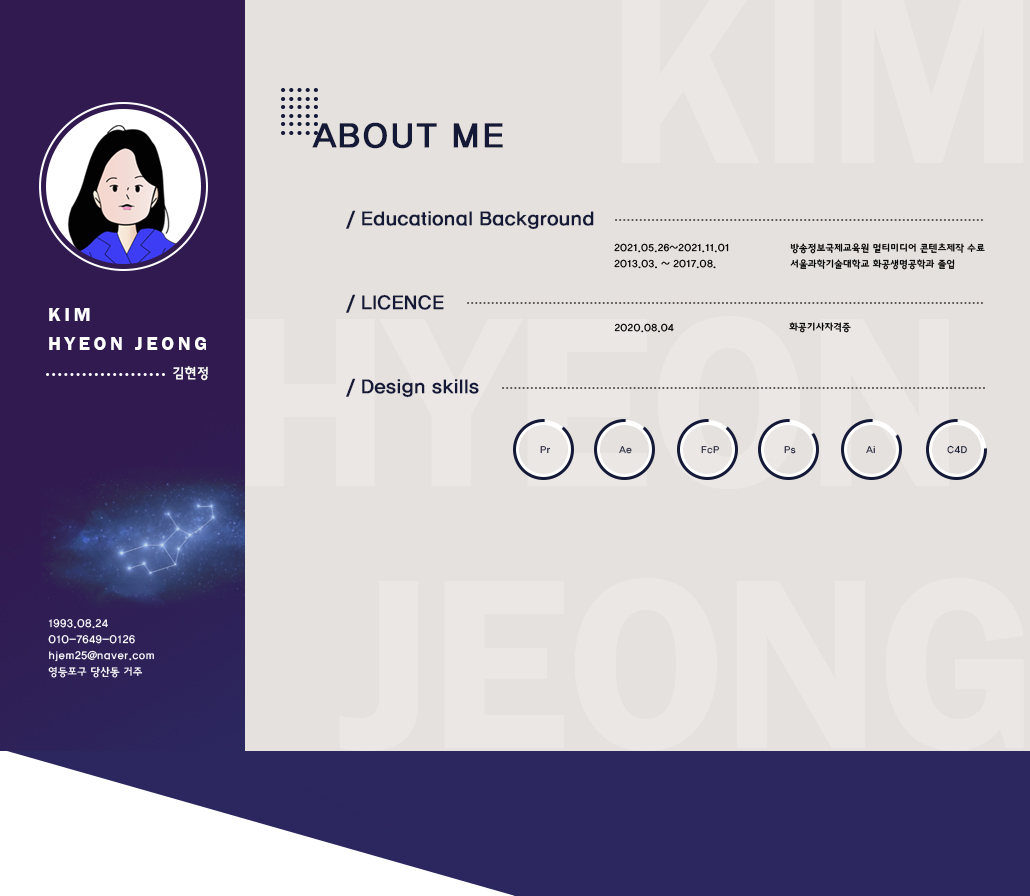 KIM
HYEON JEONG
김현정
1993.08.24
010-7649-0126
hjem25@naver.com
영등포구 당산동 거주
KIM
HYEON
JEONG
ABOUT ME
/ Educational Background
2021.05.26~2021.11.01 방송정보국제교육원 멀티미디어 콘텐츠제작 수료
2013.03. ~ 2017.08. 서울과학기술대학교 화공생명공학과 졸업
/ LICENCE
2020.08.04 화공기사자격증
/ Design skills
Pr Ae FcP Ps Ai C4D